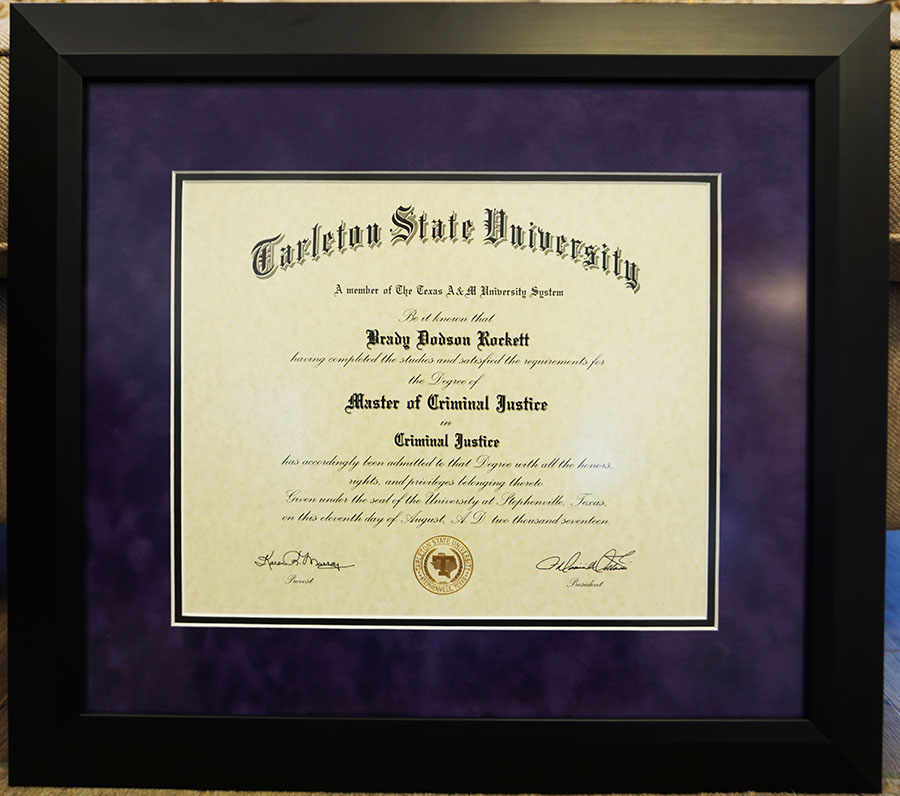 Tarleton State University
A member of The Texas A&M University System
Be it known that
Brady Dodson Rockett
having completed the studies and satisfied the requirements for
the Degree of
Master of Criminal Justice
in
Criminal Justice
has accordingly been admitted to that Degree with all the honors,
rights, and privileges belonging thereto.
Given under the seal of the University at Stephenville, Texas,
on this eleventh day of August, A.D. two thousand seventeen.
Karen R. Murray
Provost
TARLETON STATE UNIVERSITY
T
STEPHENVILLE, TEXAS
President